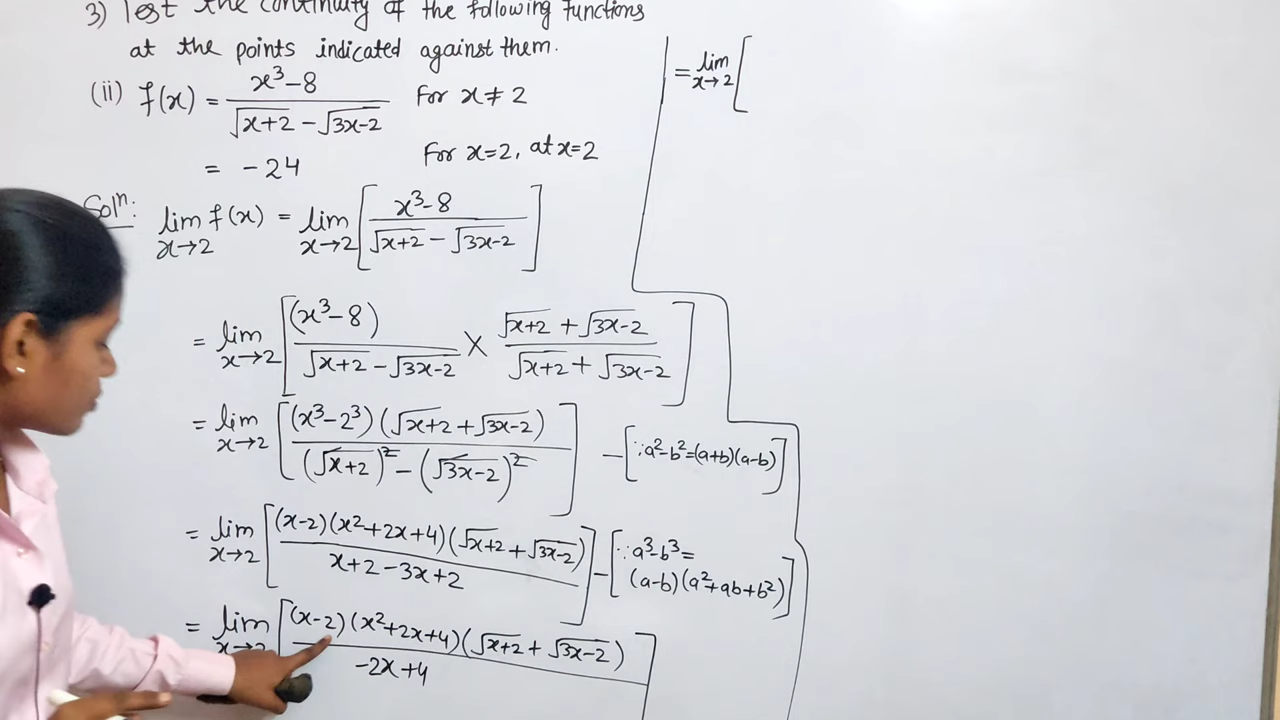 3) Test the continuity of the following functions
at the points indicated against them.
(ii) f(x) = (x³-8)/(√(x+2) - √(3x-2)) For x ≠ 2
= -24 For x=2, at x=2
Solⁿ: lim x→2 f(x) = lim x→2 [(x³-8)/(√(x+2) - √(3x-2))]
= lim x→2 [(x³-8)/(√(x+2) - √(3x-2)) × (√(x+2) + √(3x-2))/(√(x+2) + √(3x-2))]
= lim x→2 [(x³-2³)(√(x+2) + √(3x-2))/((√(x+2))² - (√(3x-2))²)] - [∵a²-b²=(a+b)(a-b)]
= lim x→2 [(x-2)(x²+2x+4)(√(x+2) + √(3x-2))/(x+2-3x+2)] - [∵a³-b³=
(a-b)(a²+ab+b²)]
= lim x→2 [(x-2)(x²+2x+4)(√(x+2) + √(3x-2))/(-2x+4)]
= lim x→2 [